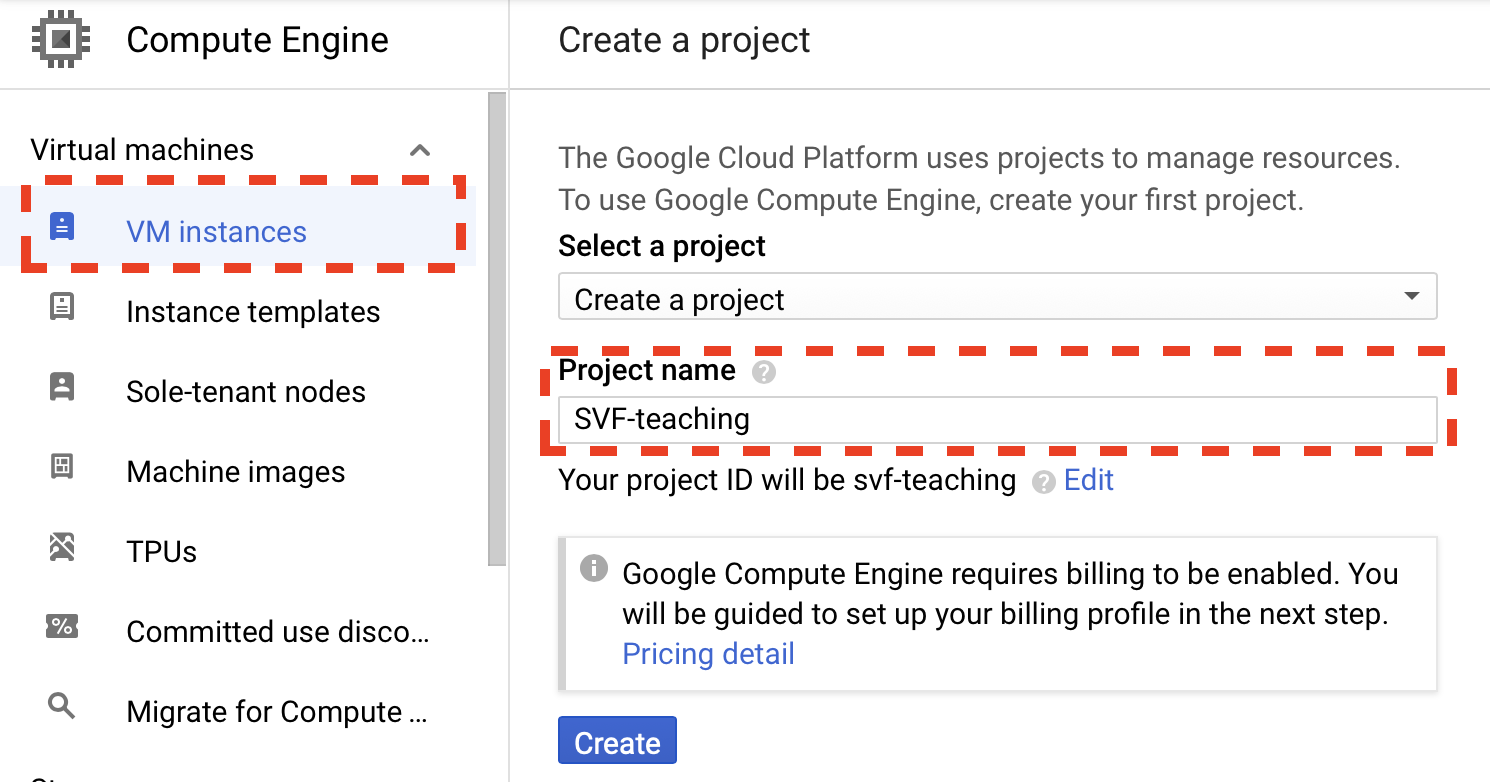 Compute Engine
Virtual machines
VM instances
Instance templates
Sole-tenant nodes
Machine images
TPUs
Committed use disco...
Migrate for Compute ...
Create a project
The Google Cloud Platform uses projects to manage resources.
To use Google Compute Engine, create your first project.
Select a project
Create a project
Project name ?
SVF-teaching
Your project ID will be svf-teaching ? Edit
Google Compute Engine requires billing to be enabled. You
will be guided to set up your billing profile in the next step.
Pricing detail
Create